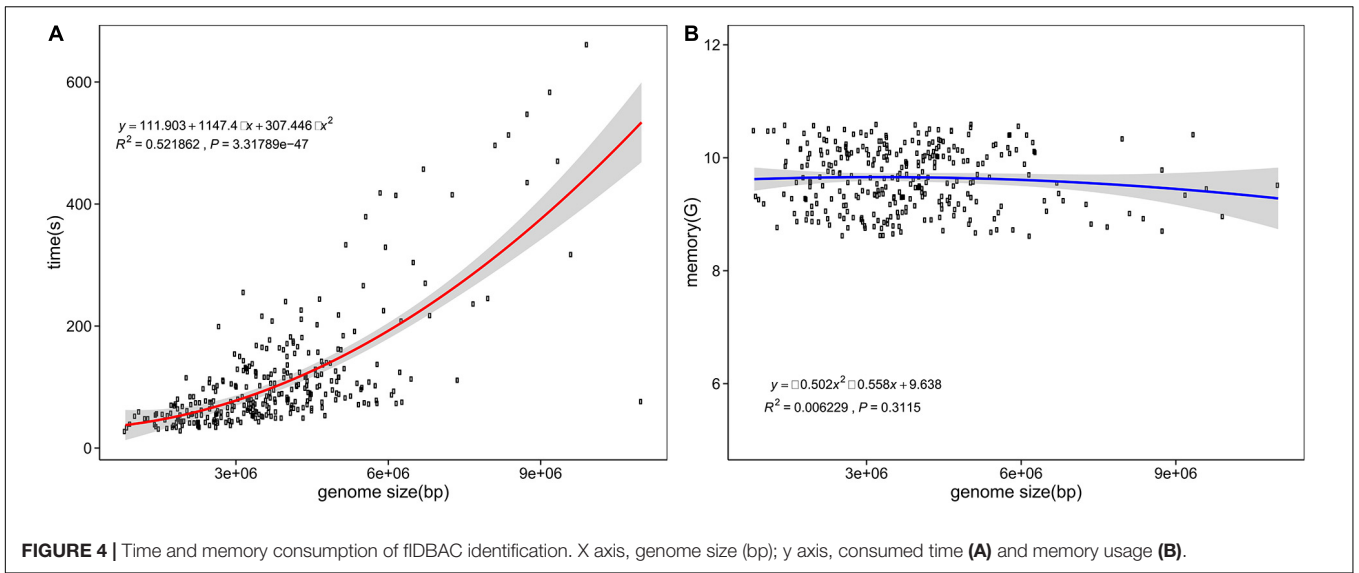 A
600
400
200
0
time(s)
y = 111.903 + 1147.4 □x + 307.446 □x²
R² = 0.521862 , P = 3.31789e−47
3e+06
6e+06
9e+06
genome size(bp)
B
12
10
8
6
memory(G)
y = □0.502x² □0.558x + 9.638
R² = 0.006229 , P = 0.3115
3e+06
6e+06
9e+06
genome size(bp)
FIGURE 4 | Time and memory consumption of fIDBAC identification. X axis, genome size (bp); y axis, consumed time (A) and memory usage (B).